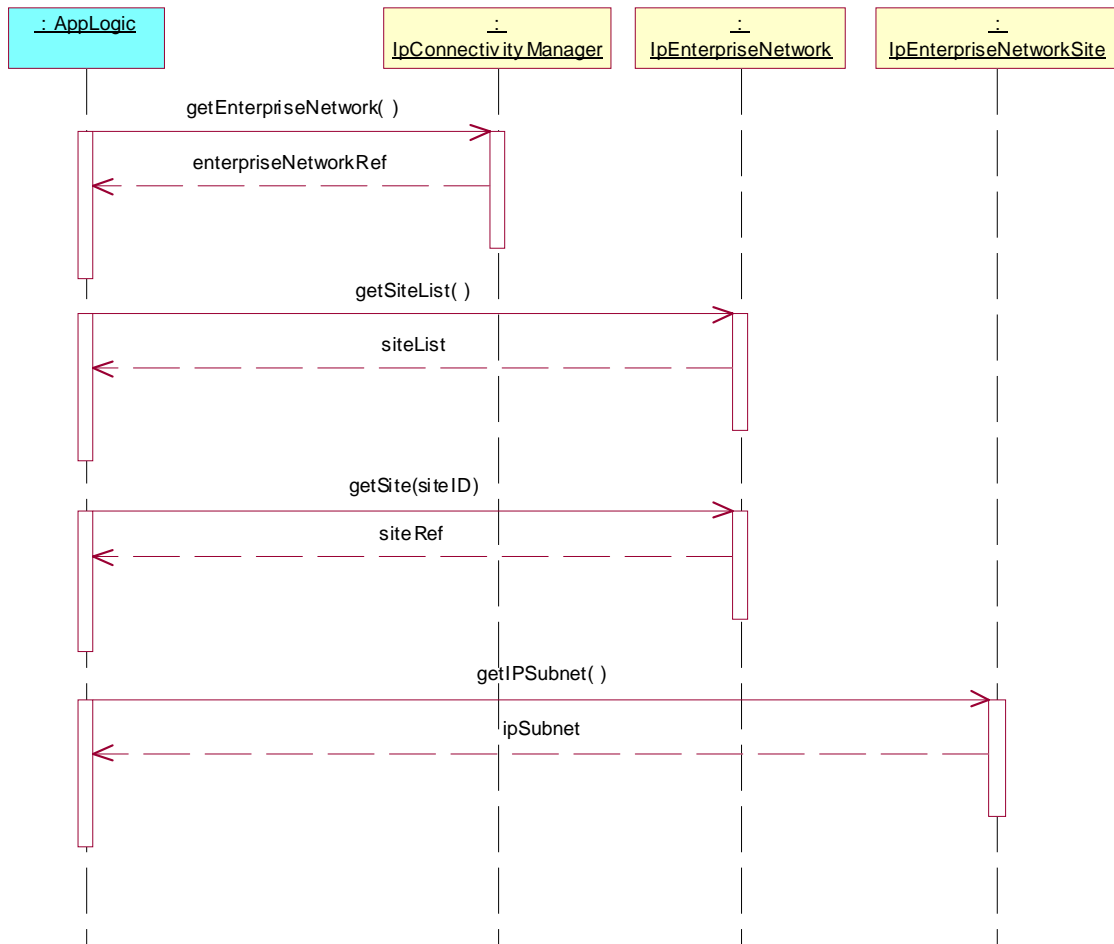 : AppLogic
:
IpConnectivityManager
:
IpEnterpriseNetwork
:
IpEnterpriseNetworkSite
getEnterpriseNetwork( )
enterpriseNetworkRef
getSiteList( )
siteList
getSite(siteID)
siteRef
getIPSubnet( )
ipSubnet